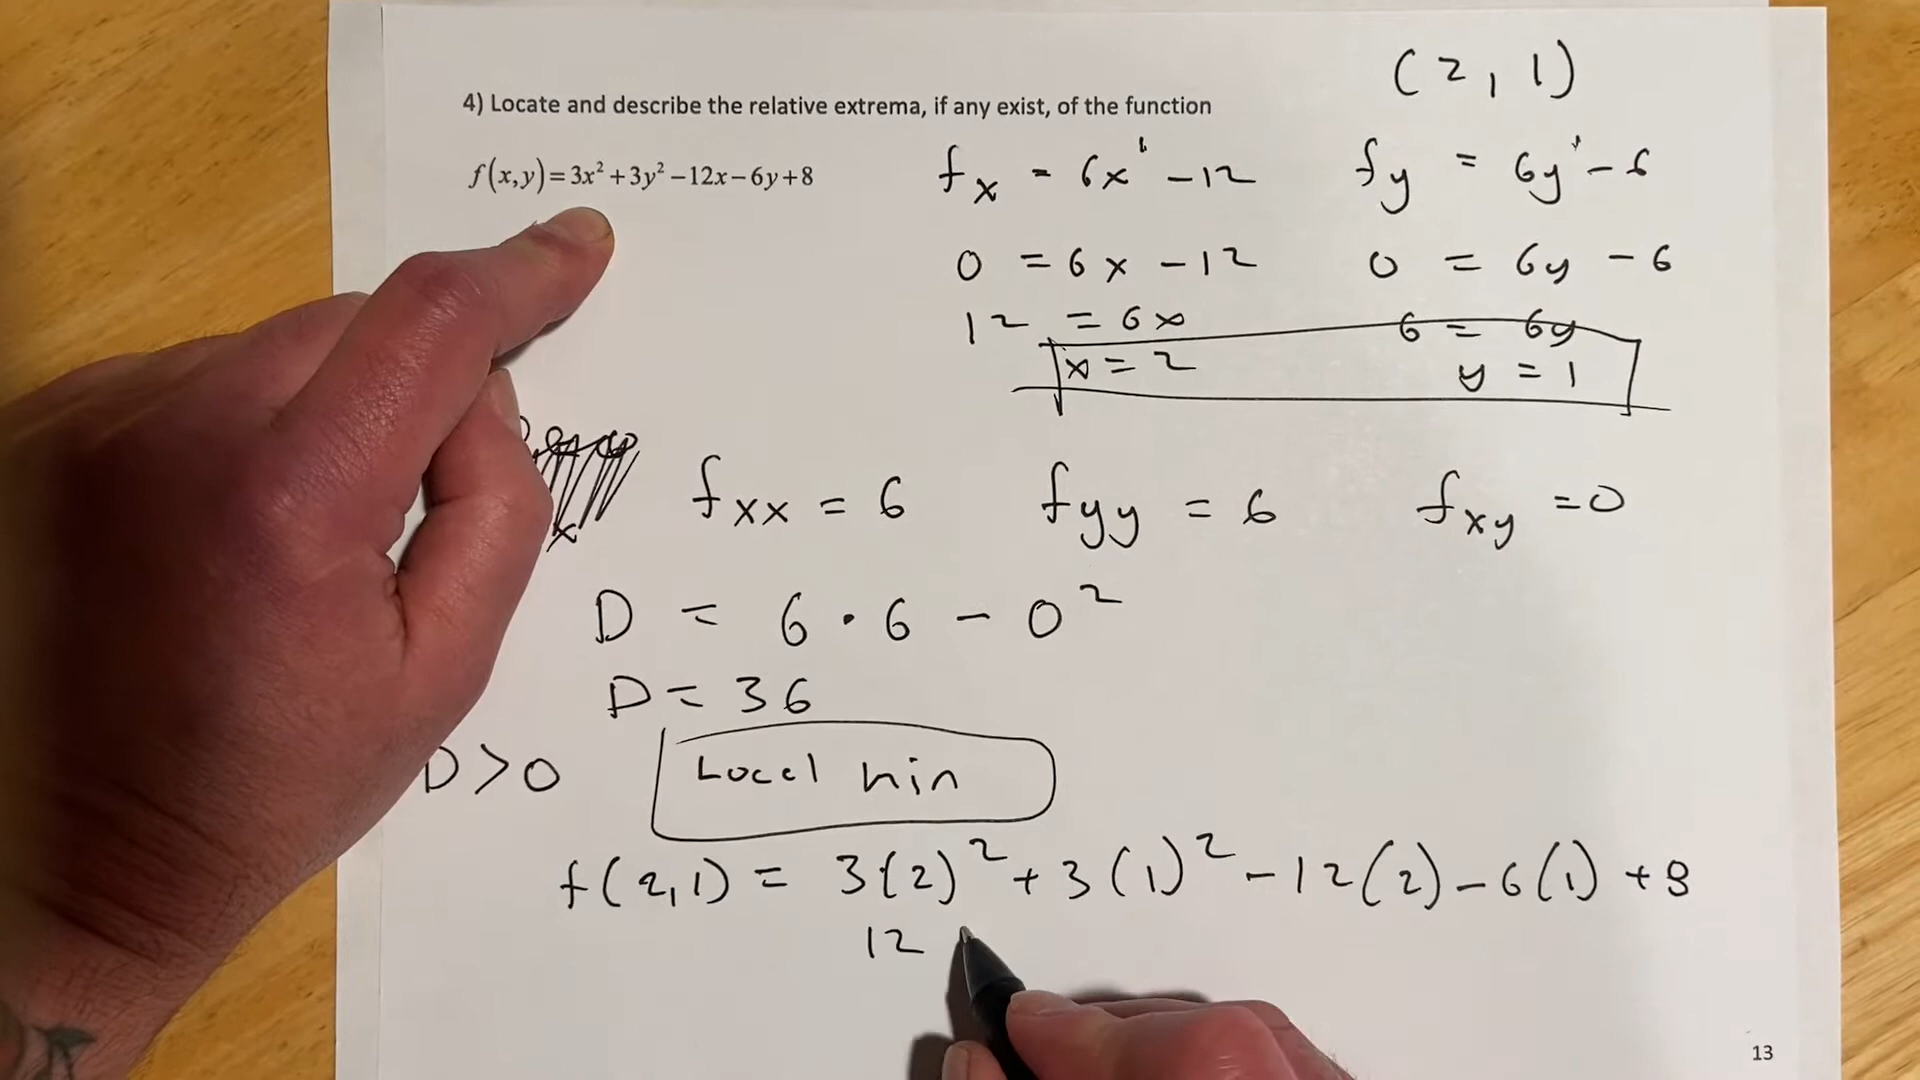 (2, 1)
4) Locate and describe the relative extrema, if any exist, of the function
f(x,y)=3x²+3y²−12x−6y+8
fx = 6x¹ −12
fy = 6y¹ −6
0 = 6x −12
0 = 6y −6
12 = 6x
6 = 6y
x = 2
y = 1
fxx = 6
fyy = 6
fxy =0
D = 6 · 6 − 0²
D = 36
D > 0
Local min
f(2,1) = 3(2)² + 3(1)² −12(2) −6(1) +8
12
13